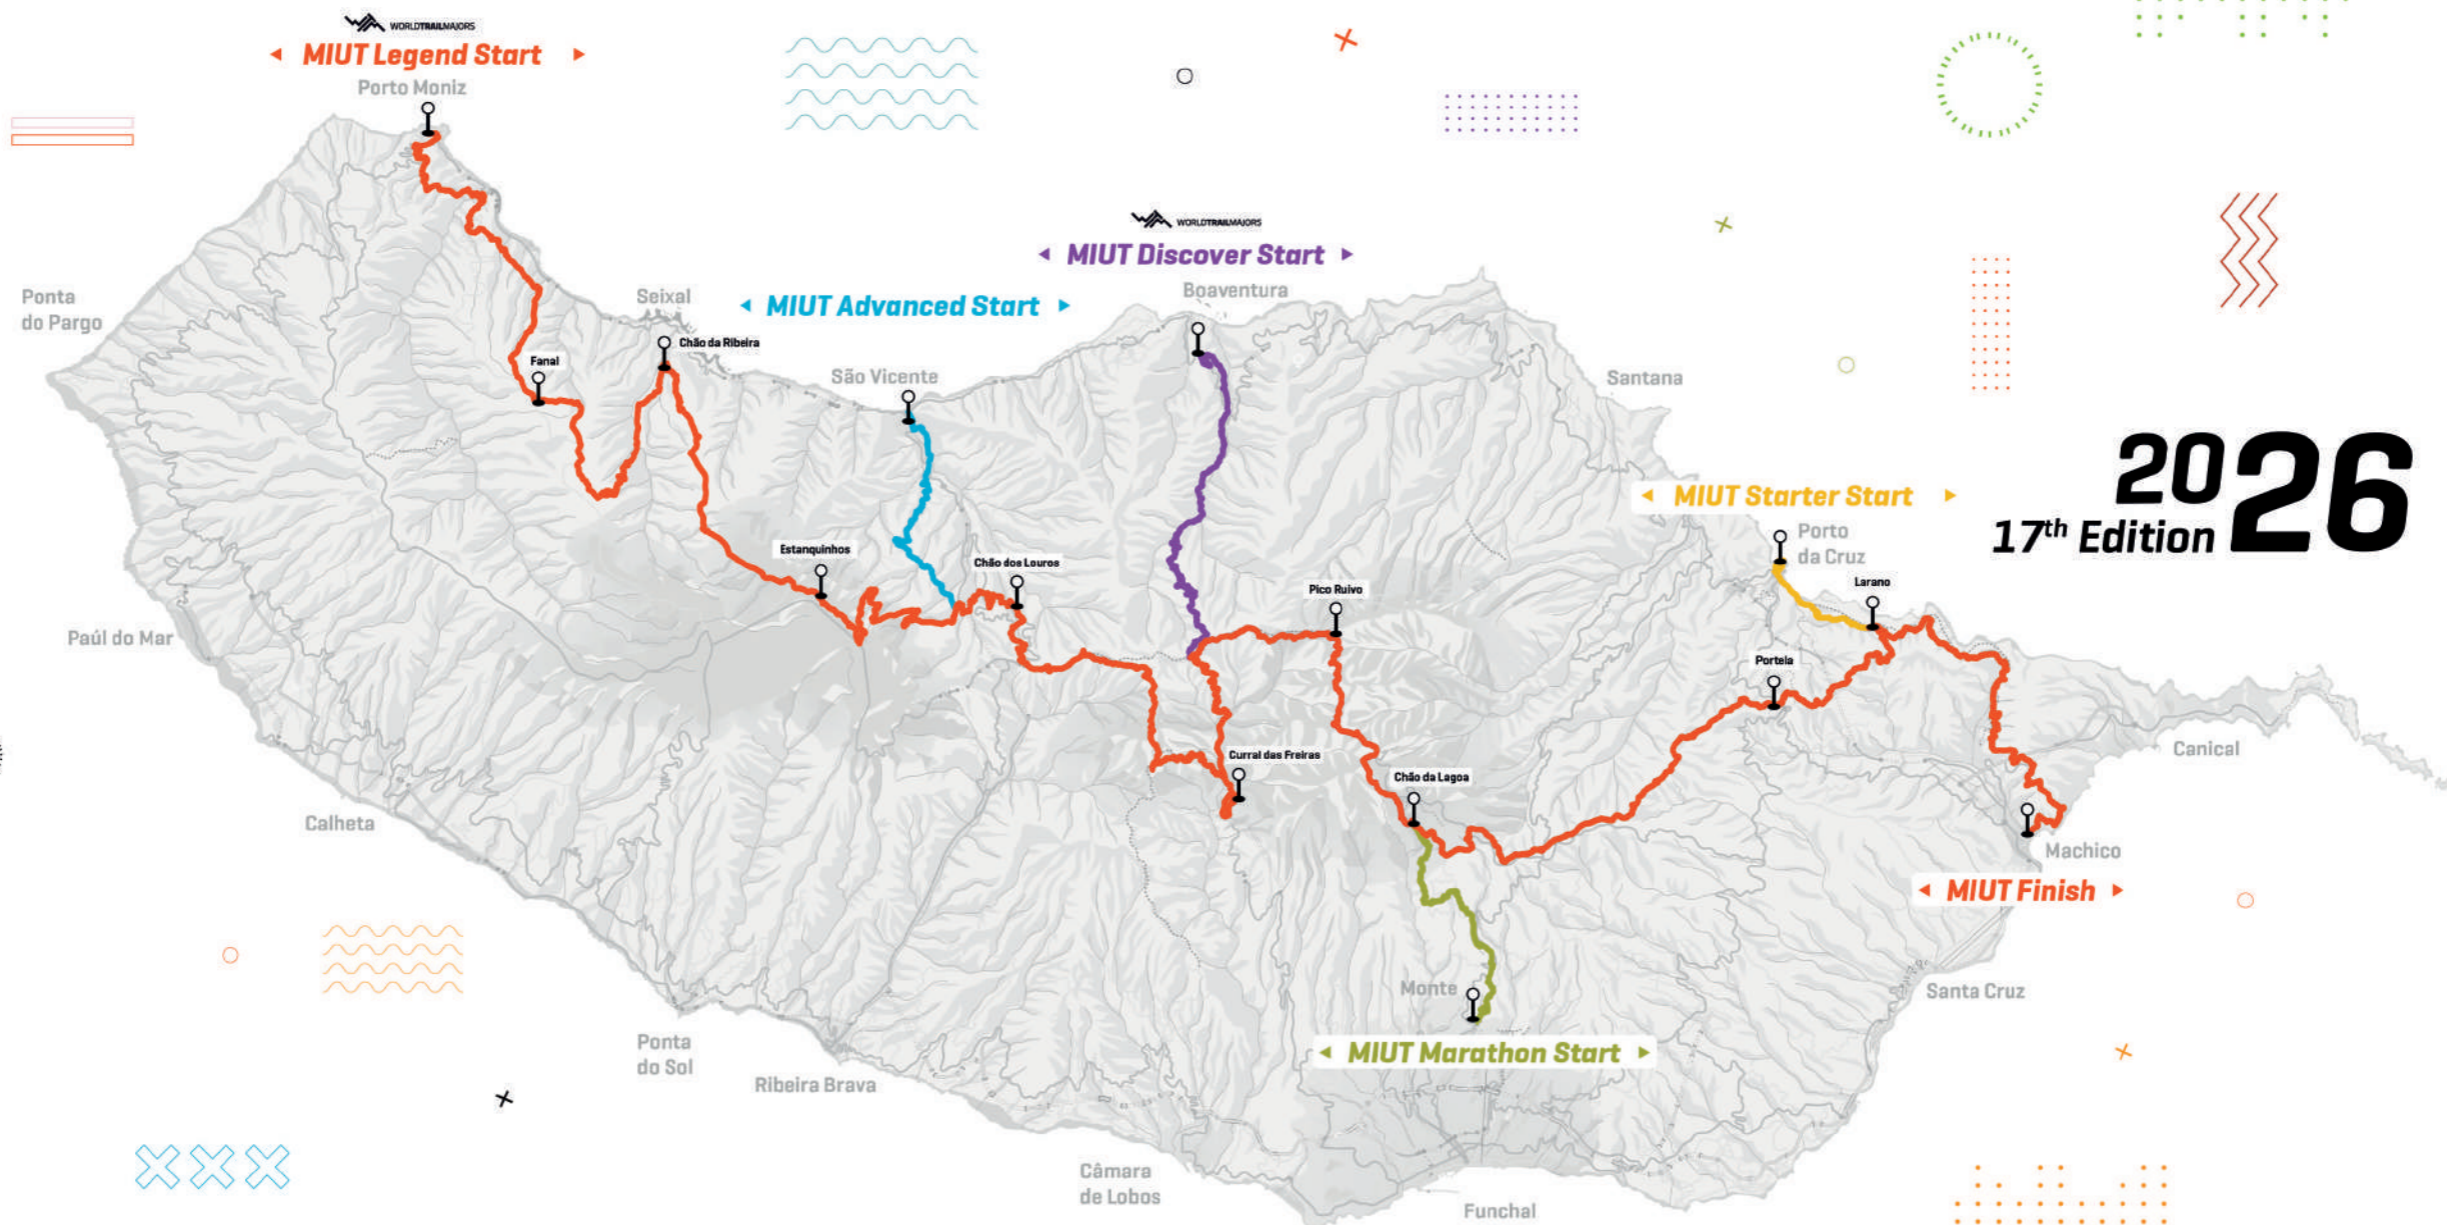 WORLDTRAILMAJORS
MIUT Legend Start
Porto Moniz
WORLDTRAILMAJORS
MIUT Discover Start
Boaventura
Ponta
do Pargo
Seixal
MIUT Advanced Start
Chão da Ribeira
Fanal
São Vicente
Santana
2026
17th Edition
MIUT Starter Start
Porto
da Cruz
Estanquinhos
Chão dos Louros
Pico Ruivo
Larano
Paúl do Mar
Portela
Curral das Freiras
Chão da Lagoa
Canical
Calheta
Machico
MIUT Finish
Monte
Santa Cruz
Ponta
do Sol
MIUT Marathon Start
Ribeira Brava
Câmara
de Lobos
Funchal